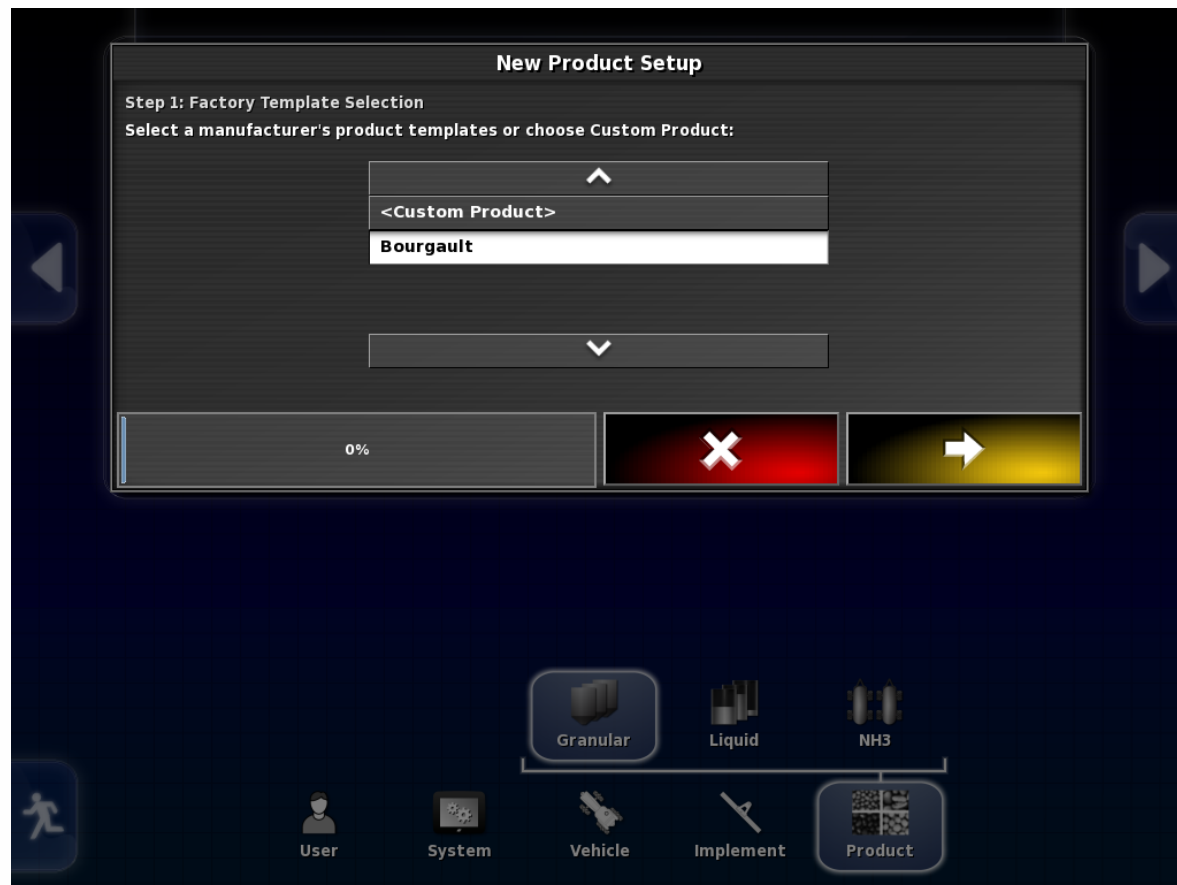 New Product Setup
Step 1: Factory Template Selection
Select a manufacturer's product templates or choose Custom Product:
<Custom Product>
Bourgault
0%
Granular
Liquid
NH3
User
System
Vehicle
Implement
Product